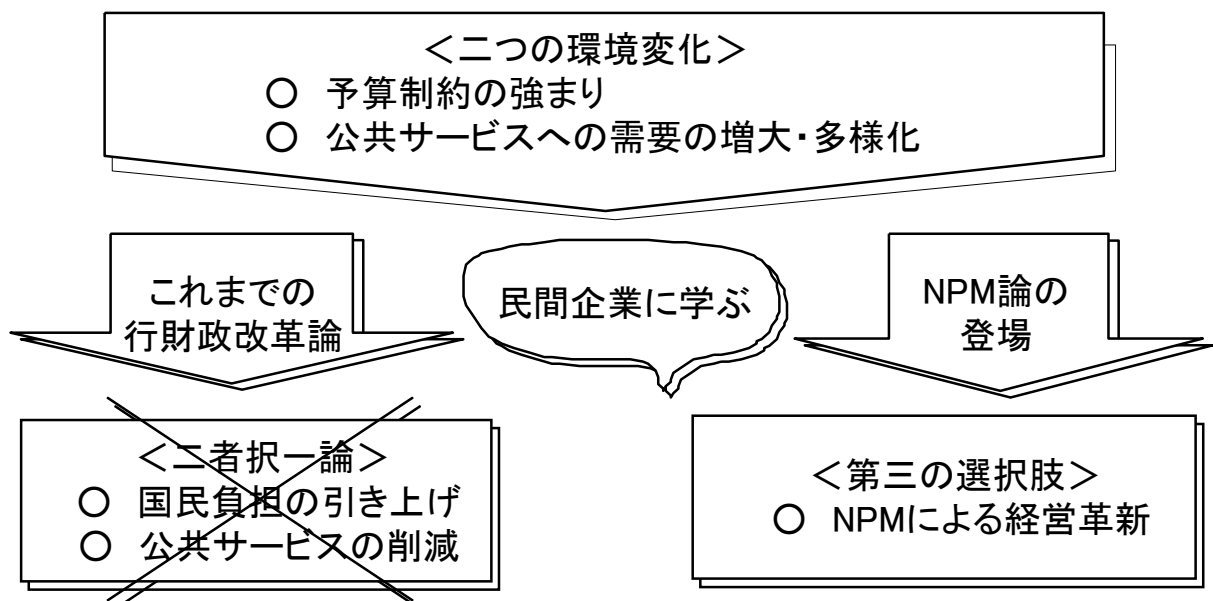 ＜二つの環境変化＞
○ 予算制約の強まり
○ 公共サービスへの需要の増大・多様化
これまでの
行財政改革論
民間企業に学ぶ
NPM論の
登場
＜二者択一論＞
○ 国民負担の引き上げ
○ 公共サービスの削減
＜第三の選択肢＞
○ NPMによる経営革新